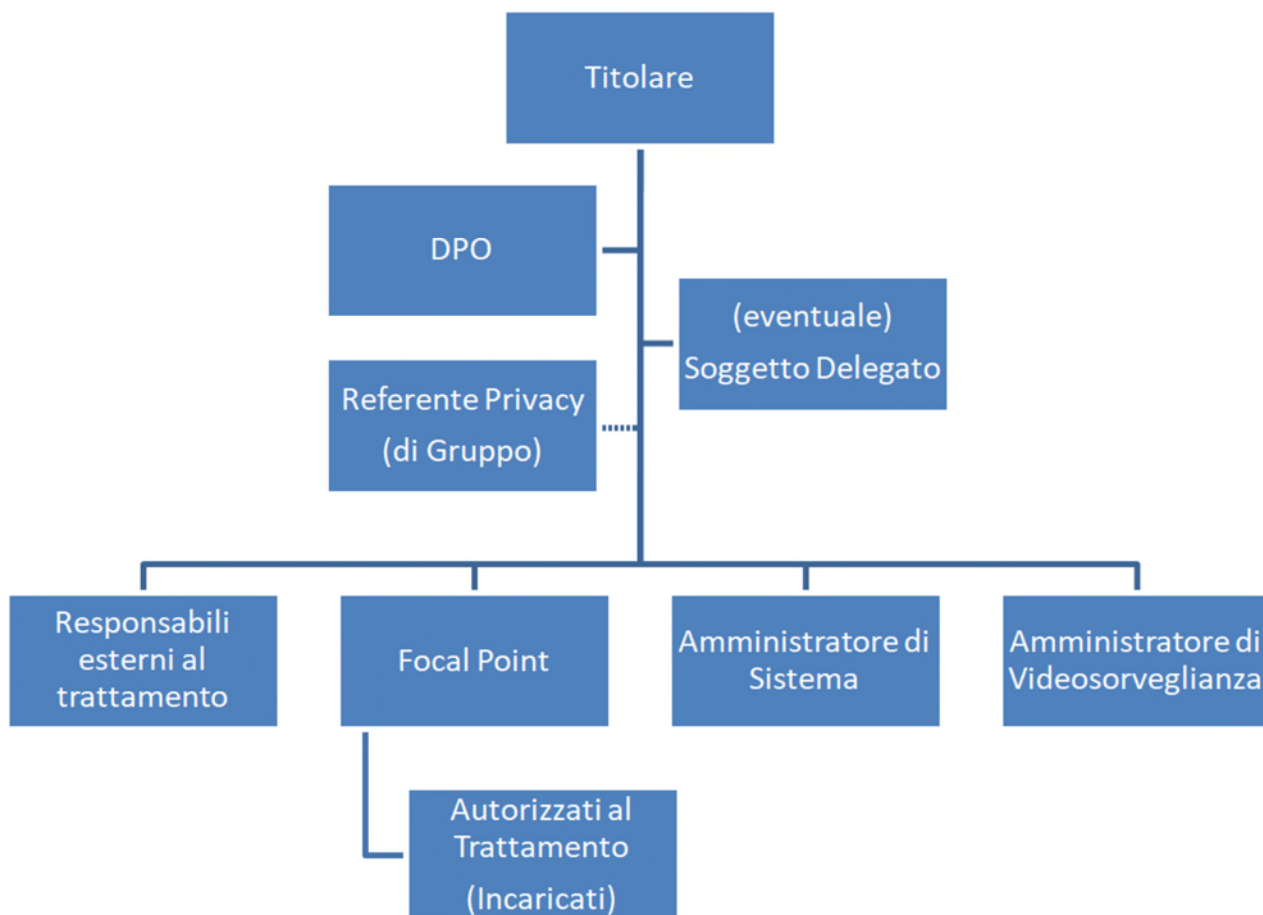 Titolare
DPO
(eventuale)
Soggetto Delegato
Referente Privacy
(di Gruppo)
Responsabili
esterni al
trattamento
Focal Point
Amministratore di
Sistema
Amministratore di
Videosorveglianza
Autorizzati al
Trattamento
(Incaricati)